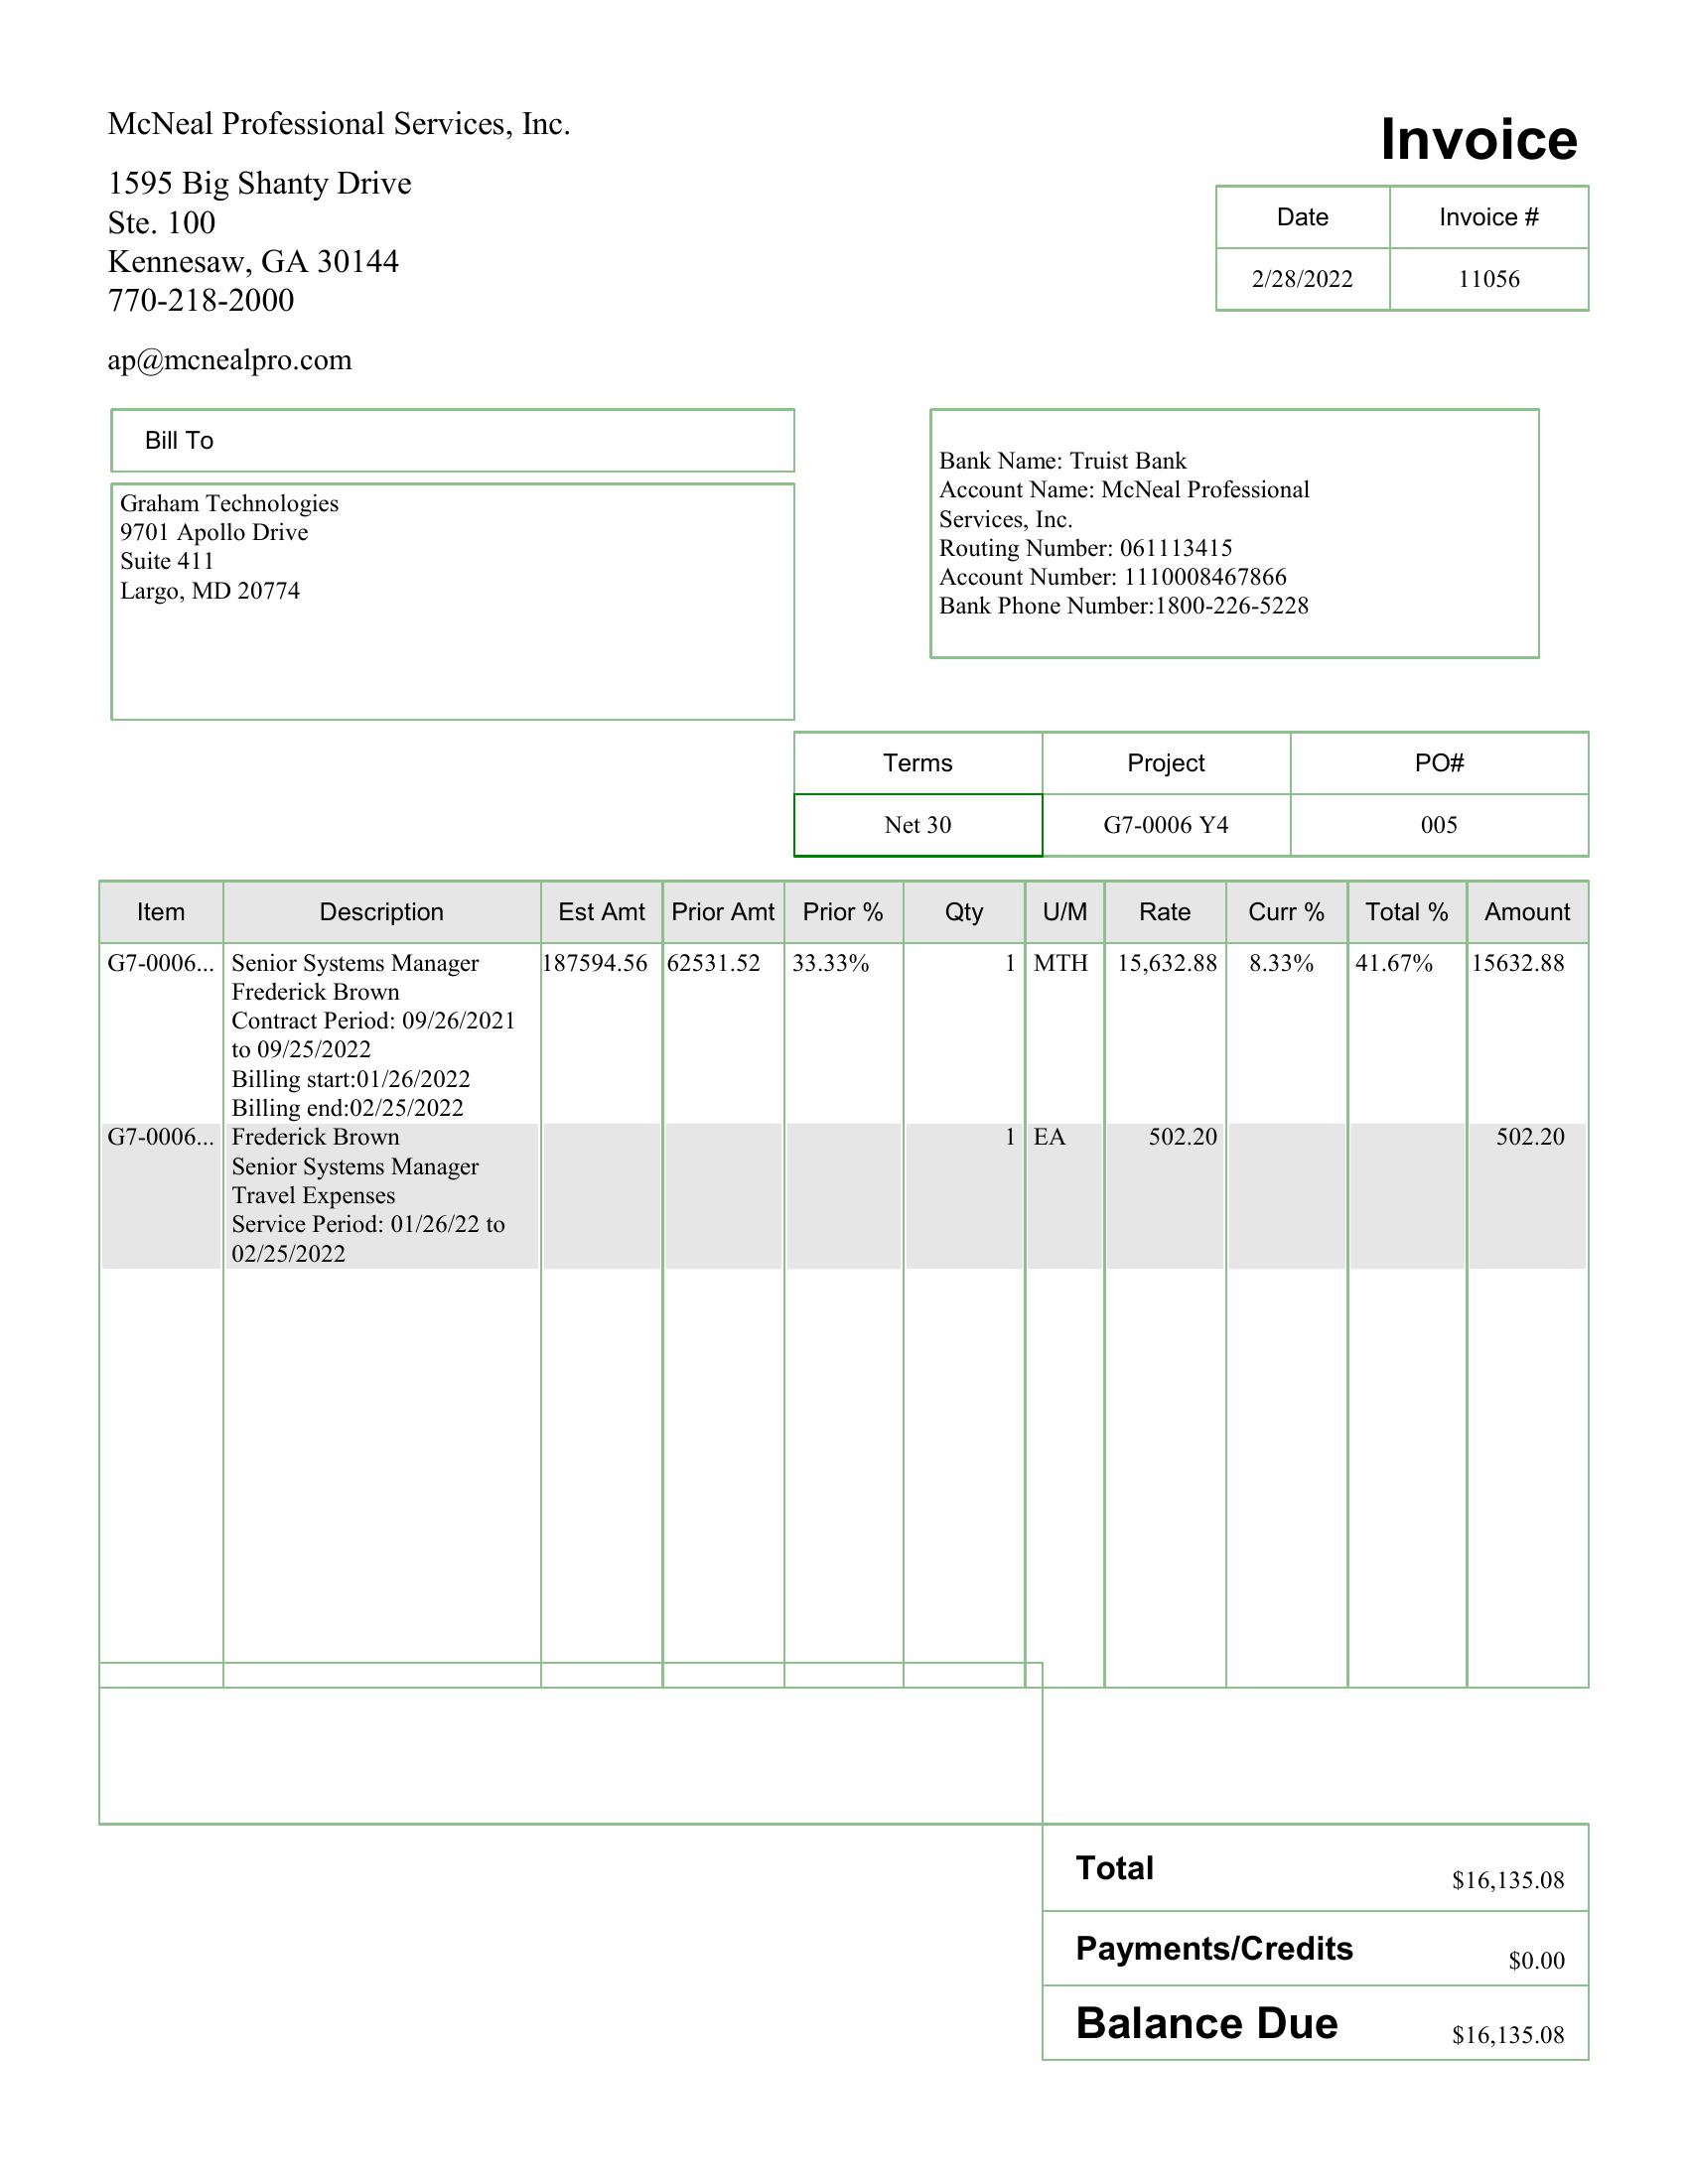 McNeal Professional Services, Inc.
Invoice
1595 Big Shanty Drive
Ste. 100
Kennesaw, GA 30144
770-218-2000
ap@mcnealpro.com
Date Invoice #
2/28/2022 11056
Bill To
Graham Technologies
9701 Apollo Drive
Suite 411
Largo, MD 20774
Bank Name: Truist Bank
Account Name: McNeal Professional
Services, Inc.
Routing Number: 061113415
Account Number: 1110008467866
Bank Phone Number:1800-226-5228
Terms Project PO#
Net 30 G7-0006 Y4 005
Item Description Est Amt Prior Amt Prior % Qty U/M Rate Curr % Total % Amount
G7-0006... Senior Systems Manager 187594.56 62531.52 33.33% 1 MTH 15,632.88 8.33% 41.67% 15632.88
Frederick Brown
Contract Period: 09/26/2021
to 09/25/2022
Billing start:01/26/2022
Billing end:02/25/2022
G7-0006... Frederick Brown 1 EA 502.20 502.20
Senior Systems Manager
Travel Expenses
Service Period: 01/26/22 to
02/25/2022
Total $16,135.08
Payments/Credits $0.00
Balance Due $16,135.08